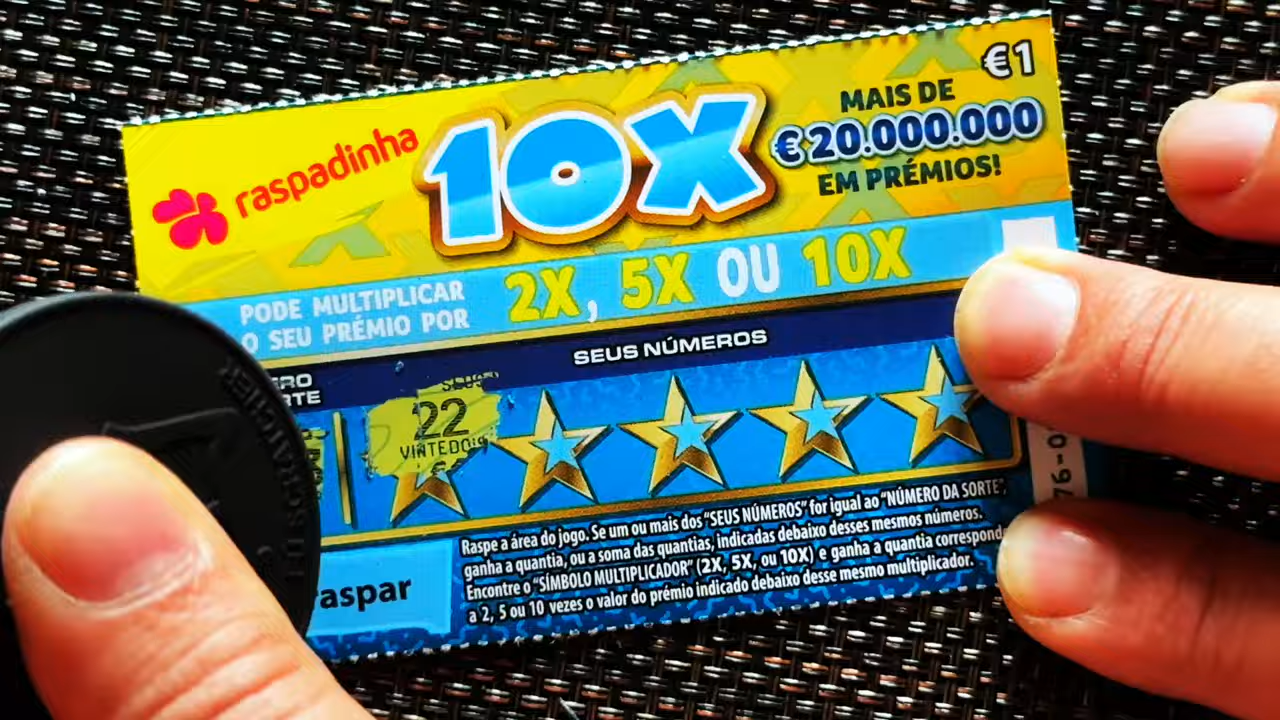 €1
raspadinha
10X
MAIS DE
€20.000.000
EM PRÉMIOS!
PODE MULTIPLICAR
O SEU PRÉMIO POR
2X, 5X OU 10X
SEUS NÚMEROS
22
Raspe a área do jogo. Se um ou mais dos "SEUS NÚMEROS" for igual ao "NÚMERO DA SORTE",
ganha a quantia, ou a soma das quantias, indicadas debaixo desses mesmos números.
Encontre o "SÍMBOLO MULTIPLICADOR" (2X, 5X, ou 10X) e ganha a quantia correspond
a 2, 5 ou 10 vezes o valor do prémio indicado debaixo desse mesmo multiplicador.
raspar